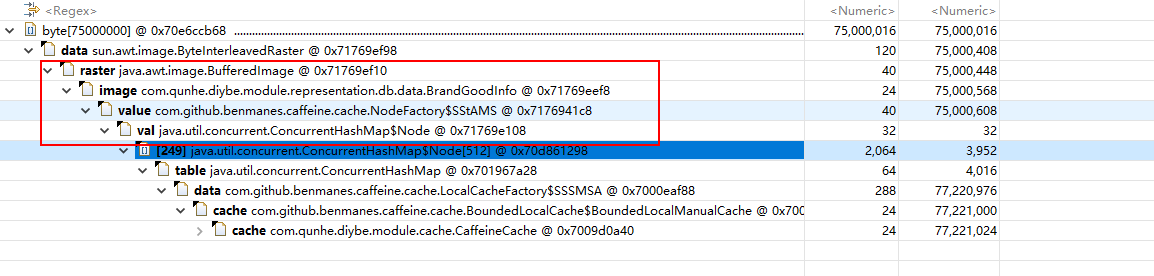 <Regex> <Numeric> <Numeric>
byte[75000000] @ 0x70e6ccb68 75,000,016 75,000,016
data sun.awt.image.ByteInterleavedRaster @ 0x71769ef98 120 75,000,408
raster java.awt.image.BufferedImage @ 0x71769ef10 40 75,000,448
image com.qunhe.diybe.module.representation.db.data.BrandGoodInfo @ 0x71769eef8 24 75,000,568
value com.github.benmanes.caffeine.cache.NodeFactory$SStAMS @ 0x7176941c8 40 75,000,608
val java.util.concurrent.ConcurrentHashMap$Node @ 0x71769e108 32 32
[249] java.util.concurrent.ConcurrentHashMap$Node[512] @ 0x70d861298 2,064 3,952
table java.util.concurrent.ConcurrentHashMap @ 0x701967a28 64 4,016
data com.github.benmanes.caffeine.cache.LocalCacheFactory$SSSMSA @ 0x7000eaf88 288 77,220,976
cache com.github.benmanes.caffeine.cache.BoundedLocalCache$BoundedLocalManualCache @ 0x700 24 77,221,000
cache com.qunhe.diybe.module.cache.CaffeineCache @ 0x7009d0a40 24 77,221,024